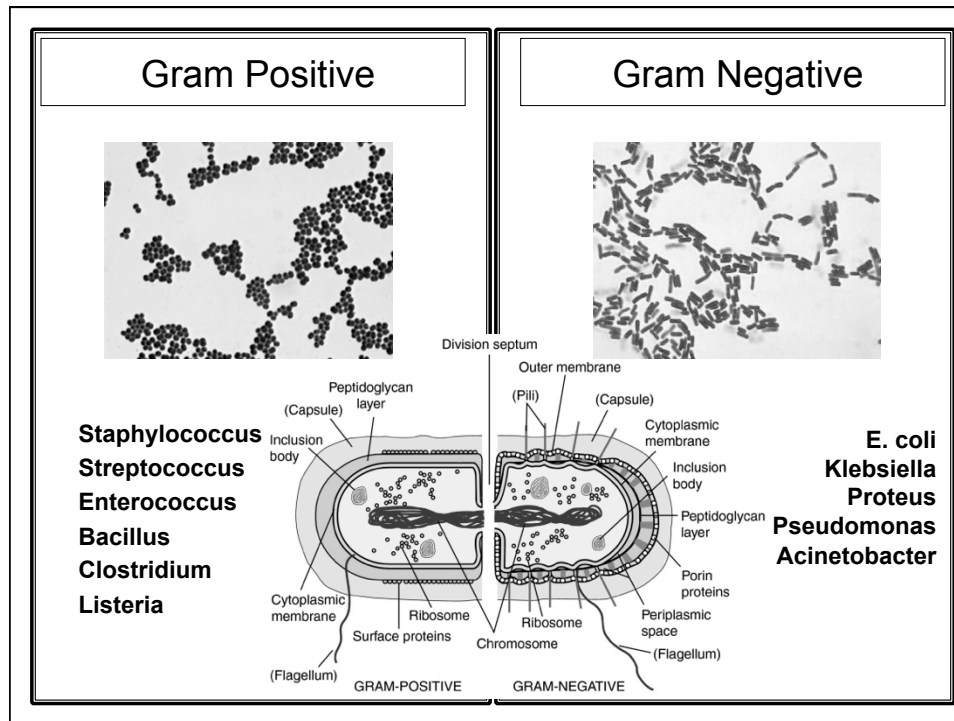 Gram Positive
Gram Negative
Division septum
Peptidoglycan
layer
(Capsule)
Inclusion
body
Outer membrane
(Pili)
(Capsule)
Cytoplasmic
membrane
Inclusion
body
Peptidoglycan
layer
Porin
proteins
Periplasmic
space
(Flagellum)
Ribosome
Chromosome
Ribosome
Surface proteins
Cytoplasmic
membrane
(Flagellum)
GRAM-POSITIVE
GRAM-NEGATIVE
Staphylococcus
Streptococcus
Enterococcus
Bacillus
Clostridium
Listeria
E. coli
Klebsiella
Proteus
Pseudomonas
Acinetobacter